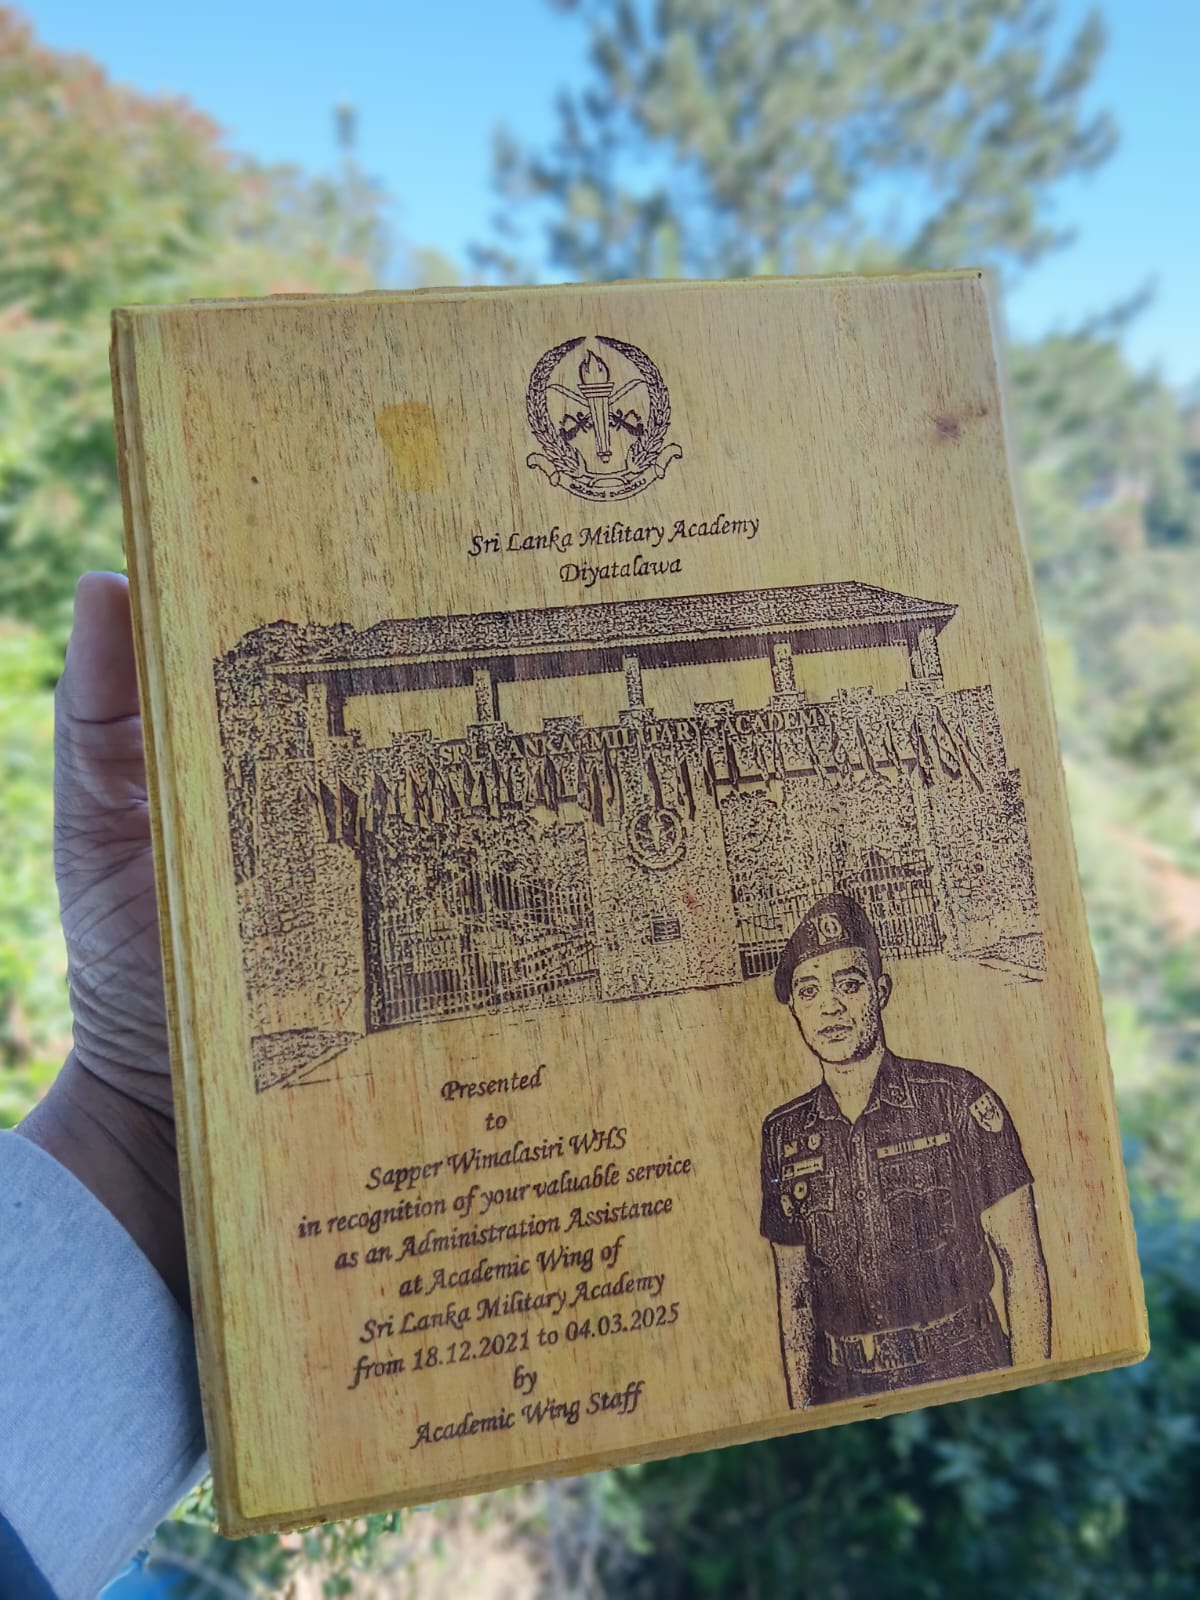 Sri Lanka Military Academy
Diyatalawa
SRI LANKA MILITARY ACADEMY
Presented
to
Sapper Wimalasiri WHS
in recognition of your valuable service
as an Administration Assistance
at Academic Wing of
Sri Lanka Military Academy
from 18.12.2021 to 04.03.2025
by
Academic Wing Staff